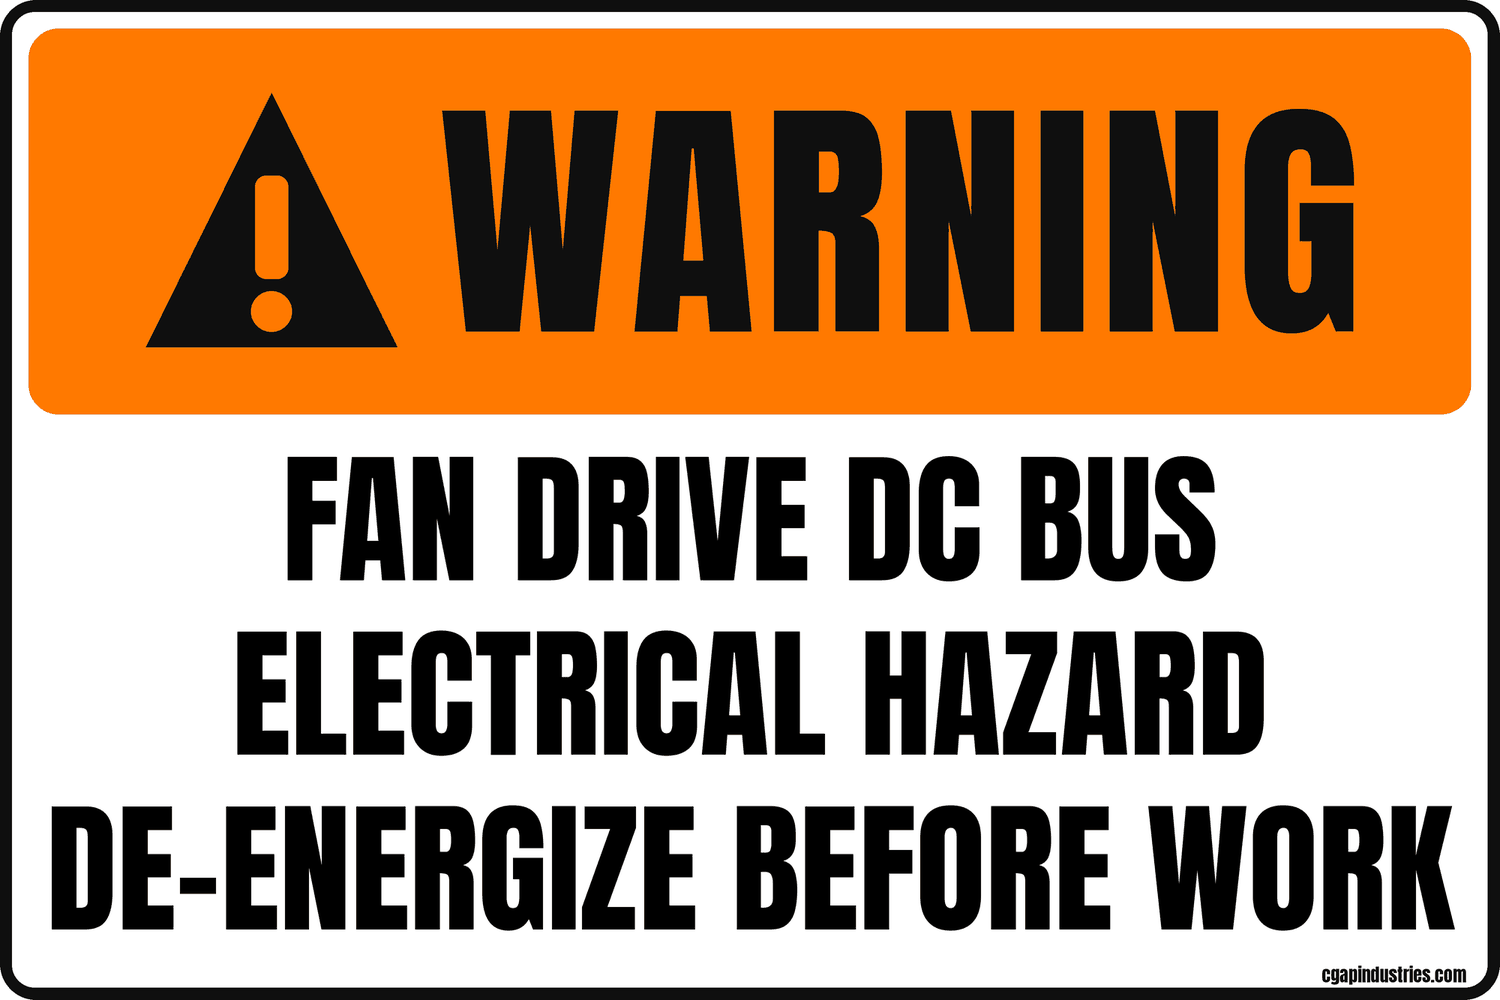 WARNING
FAN DRIVE DC BUS
ELECTRICAL HAZARD
DE-ENERGIZE BEFORE WORK
cgapindustries.com